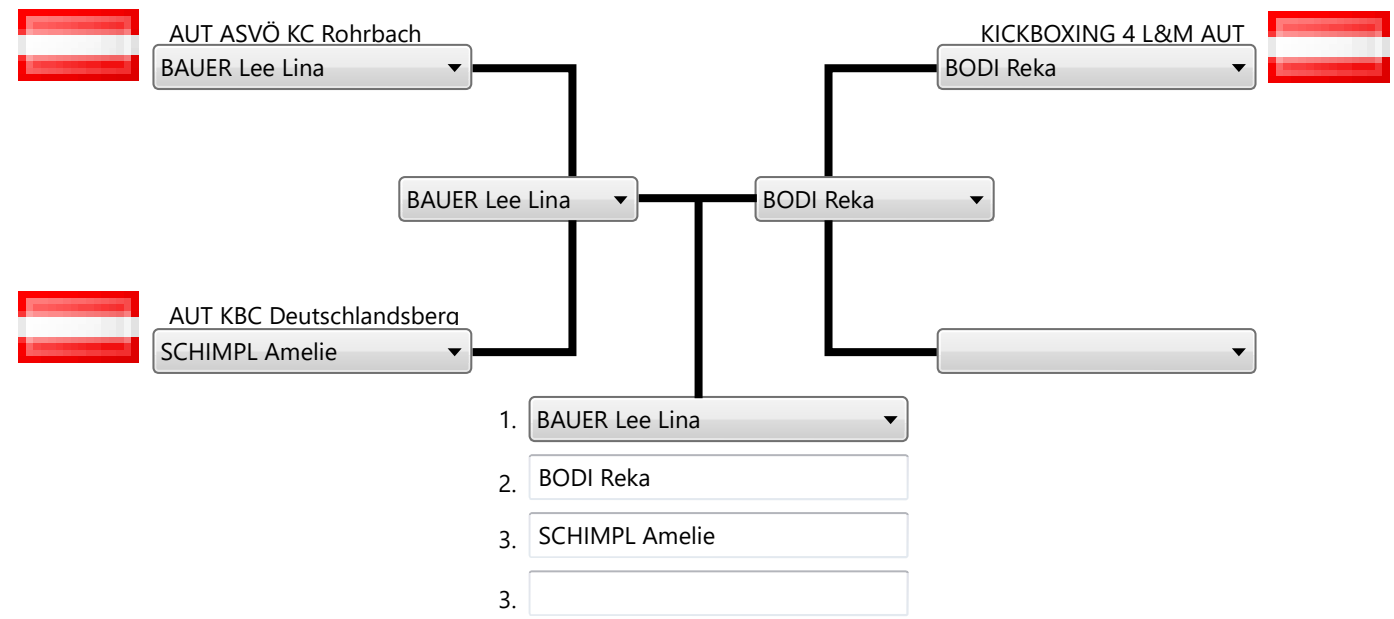 AUT ASVÖ KC Rohrbach
KICKBOXING 4 L&M AUT
BAUER Lee Lina
BODI Reka
BAUER Lee Lina
BODI Reka
AUT KBC Deutschlandsberg
SCHIMPL Amelie
1. BAUER Lee Lina
2. BODI Reka
3. SCHIMPL Amelie
3.